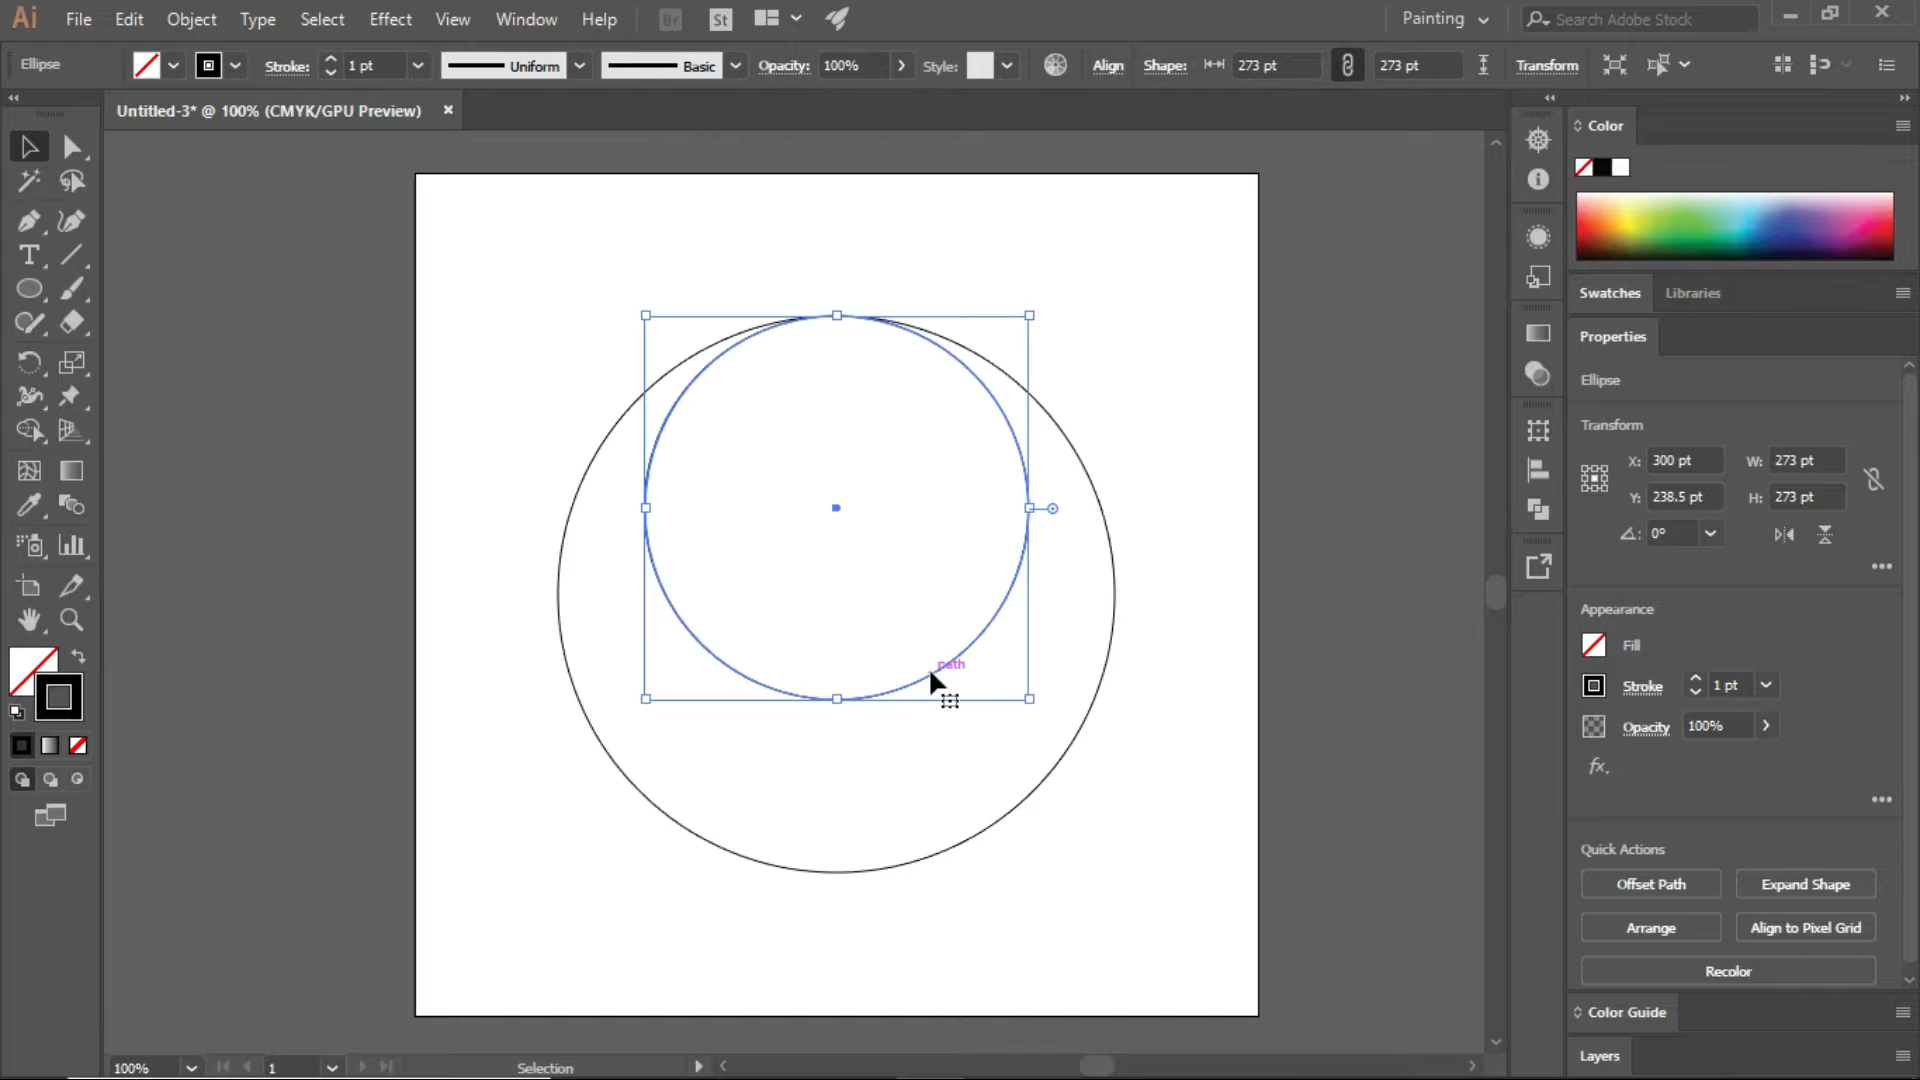 Ai File Edit Object Type Select Effect View Window Help Br St Painting Search Adobe Stock
Ellipse Stroke: 1 pt Uniform Basic Opacity: 100% Style: Align Shape: 273 pt 273 pt Transform
Untitled-3* @ 100% (CMYK/GPU Preview)
Color
Swatches Libraries
Properties
Ellipse
Transform
X: 300 pt W: 273 pt
Y: 238.5 pt H: 273 pt
0°
Appearance
Fill
Stroke 1 pt
Opacity 100%
fx.
path
Quick Actions
Offset Path Expand Shape
Arrange Align to Pixel Grid
Recolor
Color Guide
Layers
100% 1 Selection